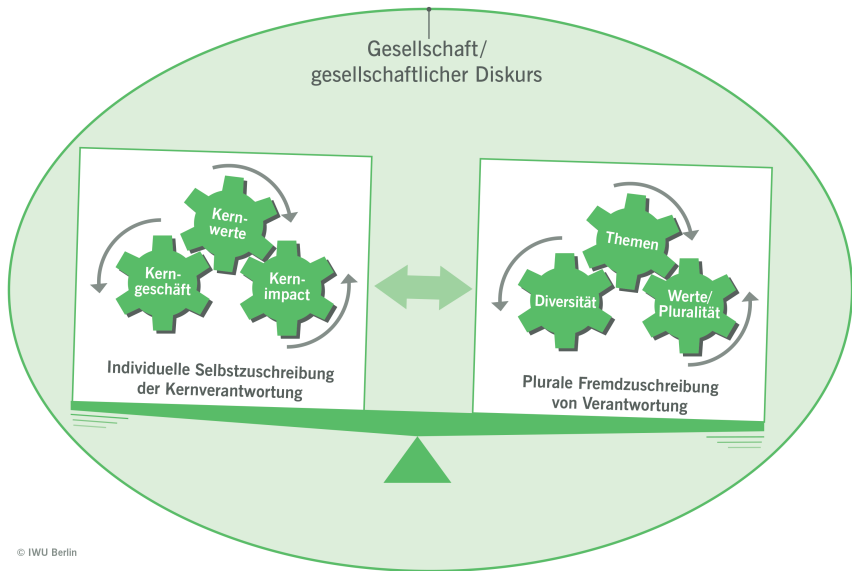 Gesellschaft/
gesellschaftlicher Diskurs
Kern-
werte
Kern-
geschäft
Kern-
impact
Individuelle Selbstzuschreibung
der Kernverantwortung
Themen
Diversität
Werte/
Pluralität
Plurale Fremdzuschreibung
von Verantwortung
© IWU Berlin